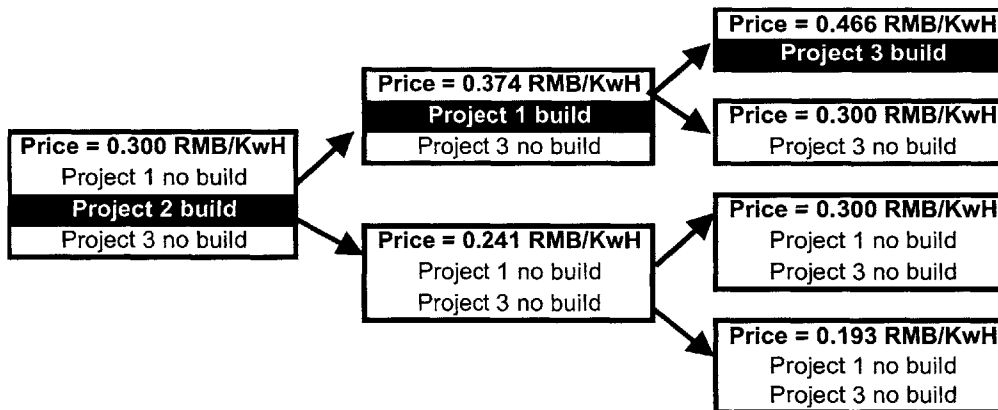 Price = 0.300 RMB/KwH
Project 1 no build
Project 2 build
Project 3 no build
Price = 0.374 RMB/KwH
Project 1 build
Project 3 no build
Price = 0.241 RMB/KwH
Project 1 no build
Project 3 no build
Price = 0.466 RMB/KwH
Project 3 build
Price = 0.300 RMB/KwH
Project 3 no build
Price = 0.300 RMB/KwH
Project 1 no build
Project 3 no build
Price = 0.193 RMB/KwH
Project 1 no build
Project 3 no build